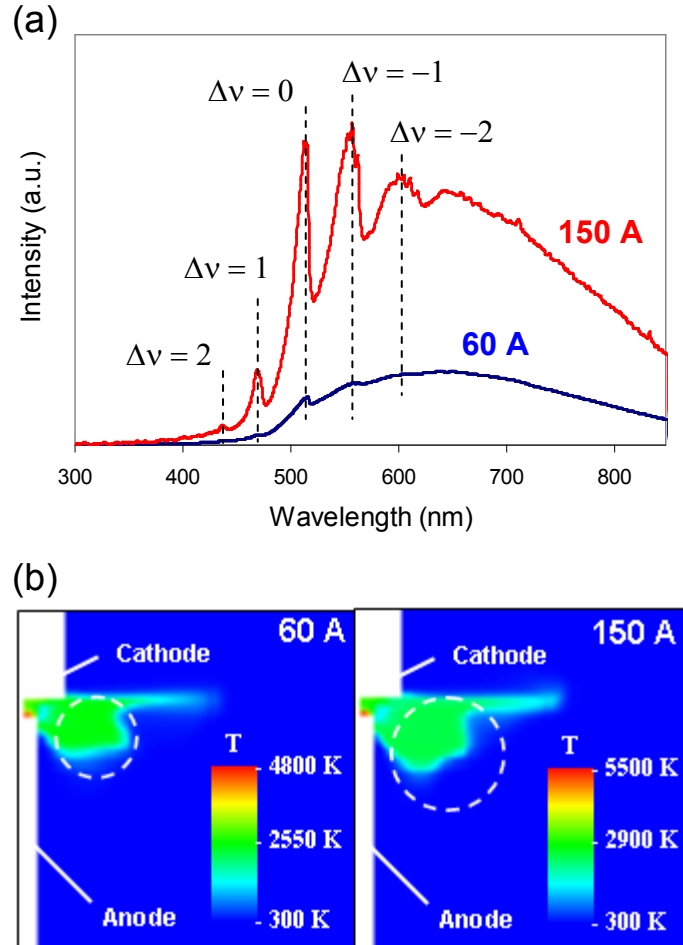 (a)
Δν = 0
Δν = −1
Δν = −2
Δν = 1
Δν = 2
150 A
60 A
Intensity (a.u.)
300 400 500 600 700 800
Wavelength (nm)
(b)
60 A
Cathode
T
4800 K
2550 K
300 K
Anode
150 A
Cathode
T
5500 K
2900 K
300 K
Anode